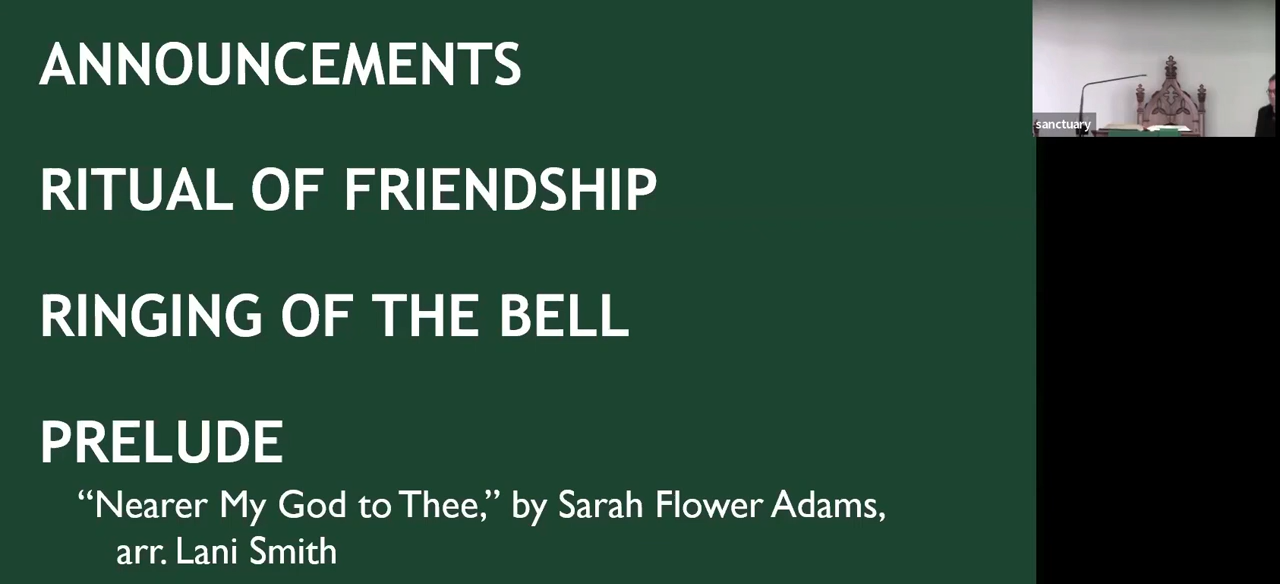 ANNOUNCEMENTS
RITUAL OF FRIENDSHIP
RINGING OF THE BELL
PRELUDE
“Nearer My God to Thee,” by Sarah Flower Adams,
arr. Lani Smith
sanctuary